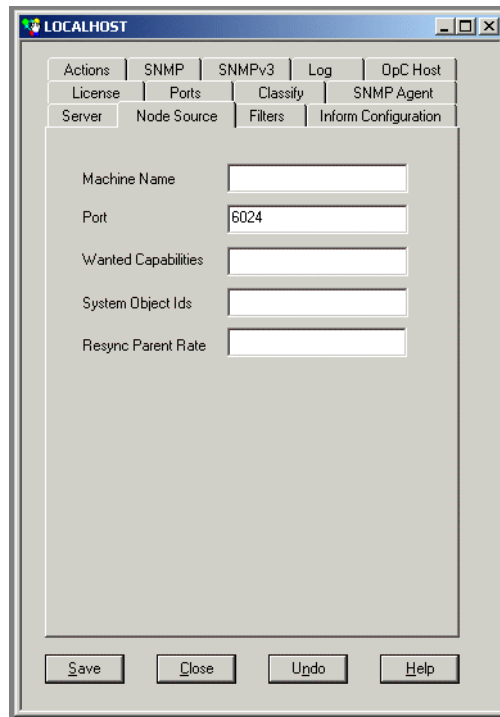 LOCALHOST
Actions SNMP SNMPv3 Log OpC Host
License Ports Classify SNMP Agent
Server Node Source Filters Inform Configuration
Machine Name
Port 6024
Wanted Capabilities
System Object Ids
Resync Parent Rate
Save Close Undo Help